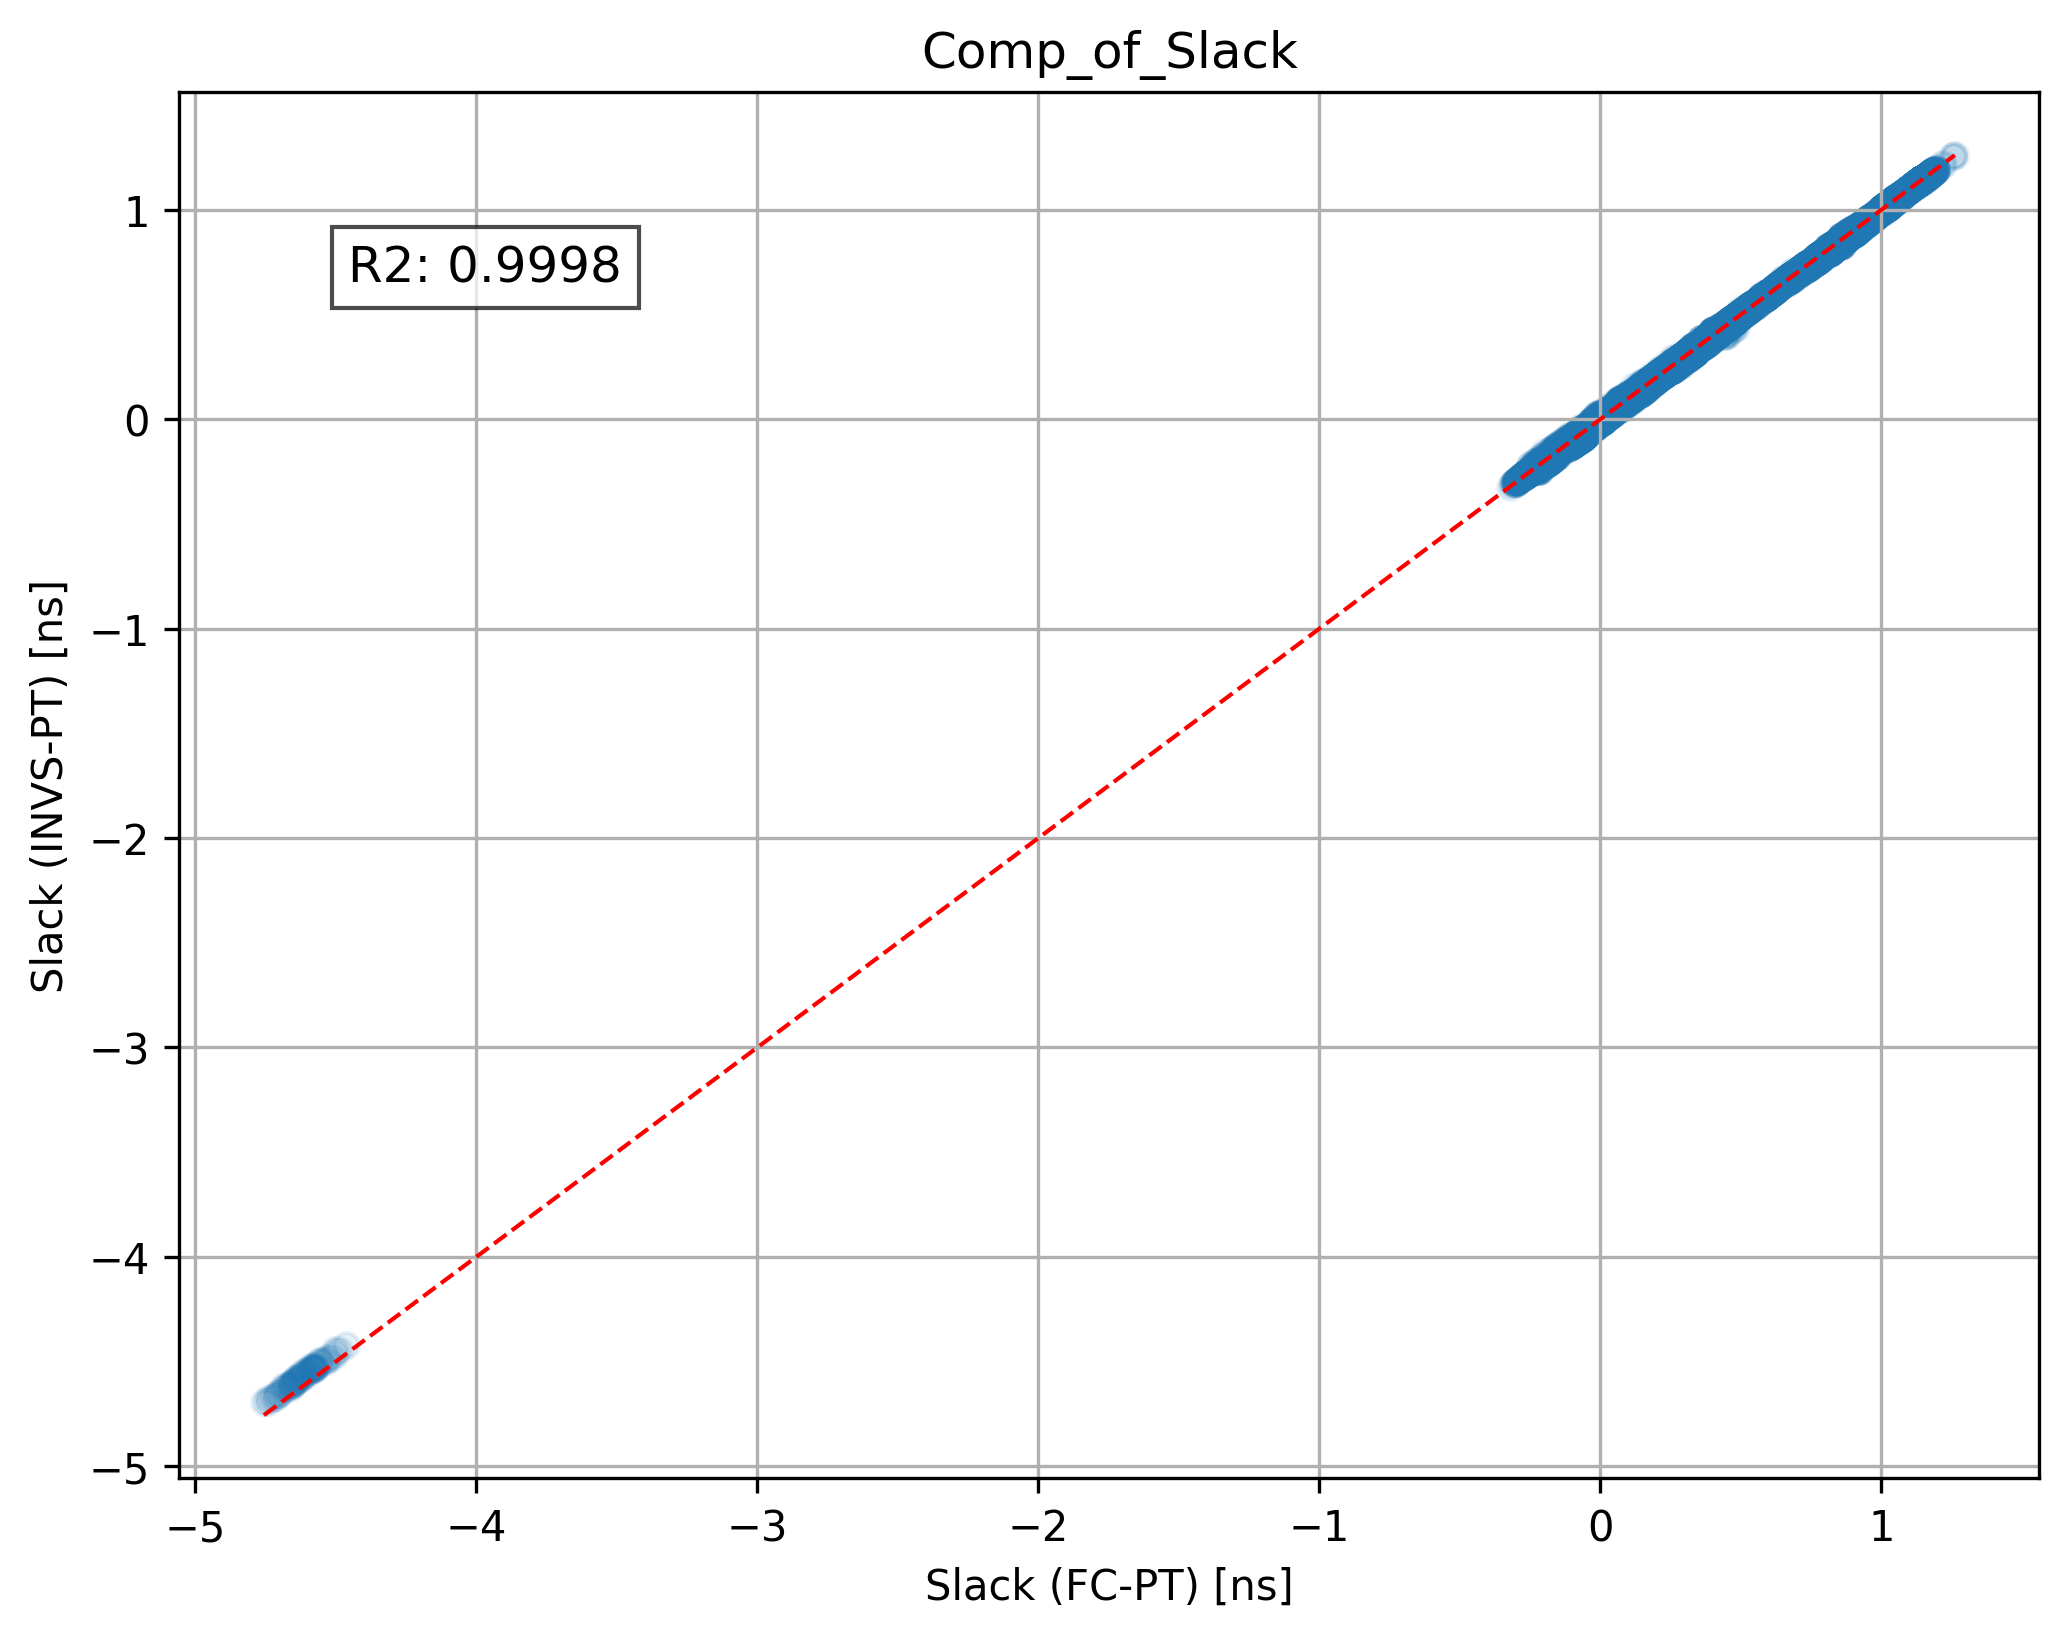 Comp_of_Slack
R2: 0.9998
1
0
−1
−2
−3
−4
−5
Slack (INVS-PT) [ns]
−5 −4 −3 −2 −1 0 1
Slack (FC-PT) [ns]